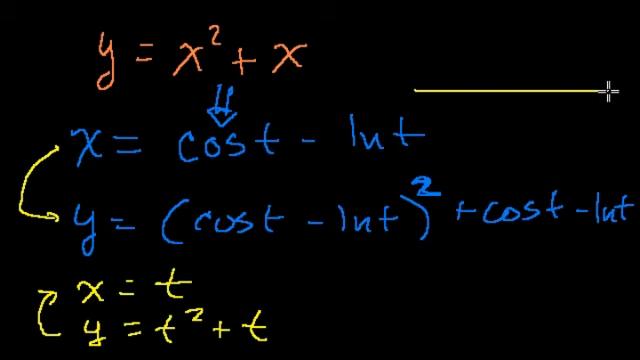 y = x² + x
x = cost - lnt
y = (cost - lnt)² + cost - lnt
x = t
y = t² + t